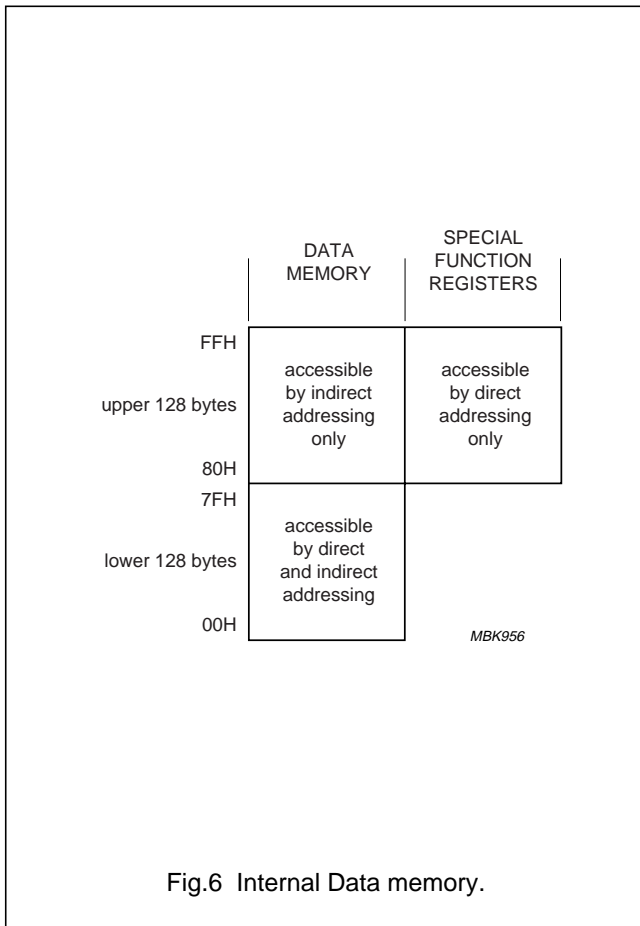 DATA
MEMORY
SPECIAL
FUNCTION
REGISTERS
FFH
upper 128 bytes
80H
accessible
by indirect
addressing
only
accessible
by direct
addressing
only
7FH
lower 128 bytes
00H
accessible
by direct
and indirect
addressing
MBK956
Fig.6 Internal Data memory.